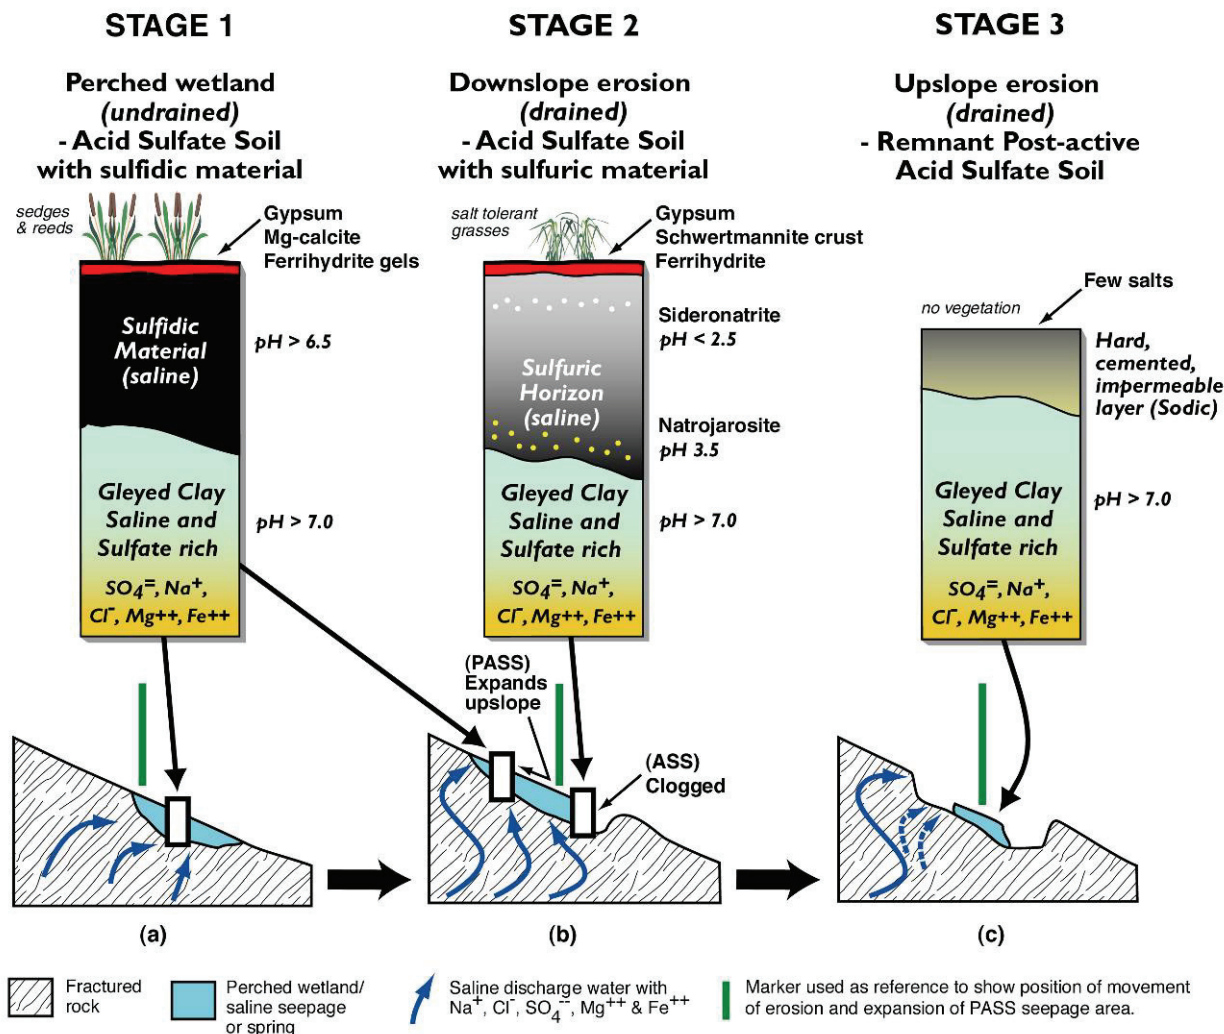 STAGE 1
Perched wetland
(undrained)
- Acid Sulfate Soil
with sulfidic material
sedges
& reeds
Gypsum
Mg-calcite
Ferrihydrite gels
Sulfidic
Material
(saline)
pH > 6.5
Gleyed Clay
Saline and
Sulfate rich
pH > 7.0
SO4=, Na+,
Cl-, Mg++, Fe++
(a)
STAGE 2
Downslope erosion
(drained)
- Acid Sulfate Soil
with sulfuric material
salt tolerant
grasses
Gypsum
Schwertmannite crust
Ferrihydrite
Sideronatrite
pH < 2.5
Sulfuric
Horizon
(saline)
Natrojarosite
pH 3.5
Gleyed Clay
Saline and
Sulfate rich
pH > 7.0
SO4=, Na+,
Cl-, Mg++, Fe++
(PASS)
Expands
upslope
(ASS)
Clogged
(b)
STAGE 3
Upslope erosion
(drained)
- Remnant Post-active
Acid Sulfate Soil
Few salts
no vegetation
Hard,
cemented,
impermeable
layer (Sodic)
Gleyed Clay
Saline and
Sulfate rich
pH > 7.0
SO4=, Na+,
Cl-, Mg++, Fe++
(c)
Fractured
rock
Perched wetland/
saline seepage
or spring
Saline discharge water with
Na+, Cl-, SO4--, Mg++ & Fe++
Marker used as reference to show position of movement
of erosion and expansion of PASS seepage area.